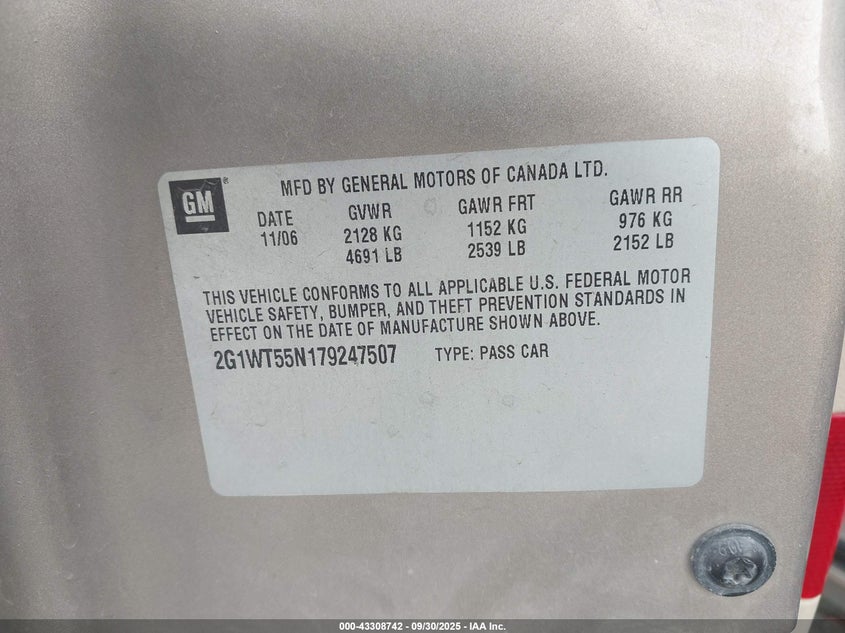 MFD BY GENERAL MOTORS OF CANADA LTD.
GM®
DATE GVWR GAWR FRT GAWR RR
11/06 2128 KG 1152 KG 976 KG
4691 LB 2539 LB 2152 LB
THIS VEHICLE CONFORMS TO ALL APPLICABLE U.S. FEDERAL MOTOR
VEHICLE SAFETY, BUMPER, AND THEFT PREVENTION STANDARDS IN
EFFECT ON THE DATE OF MANUFACTURE SHOWN ABOVE.
2G1WT55N179247507 TYPE: PASS CAR
000-43308742 - 09/30/2025 - IAA Inc.